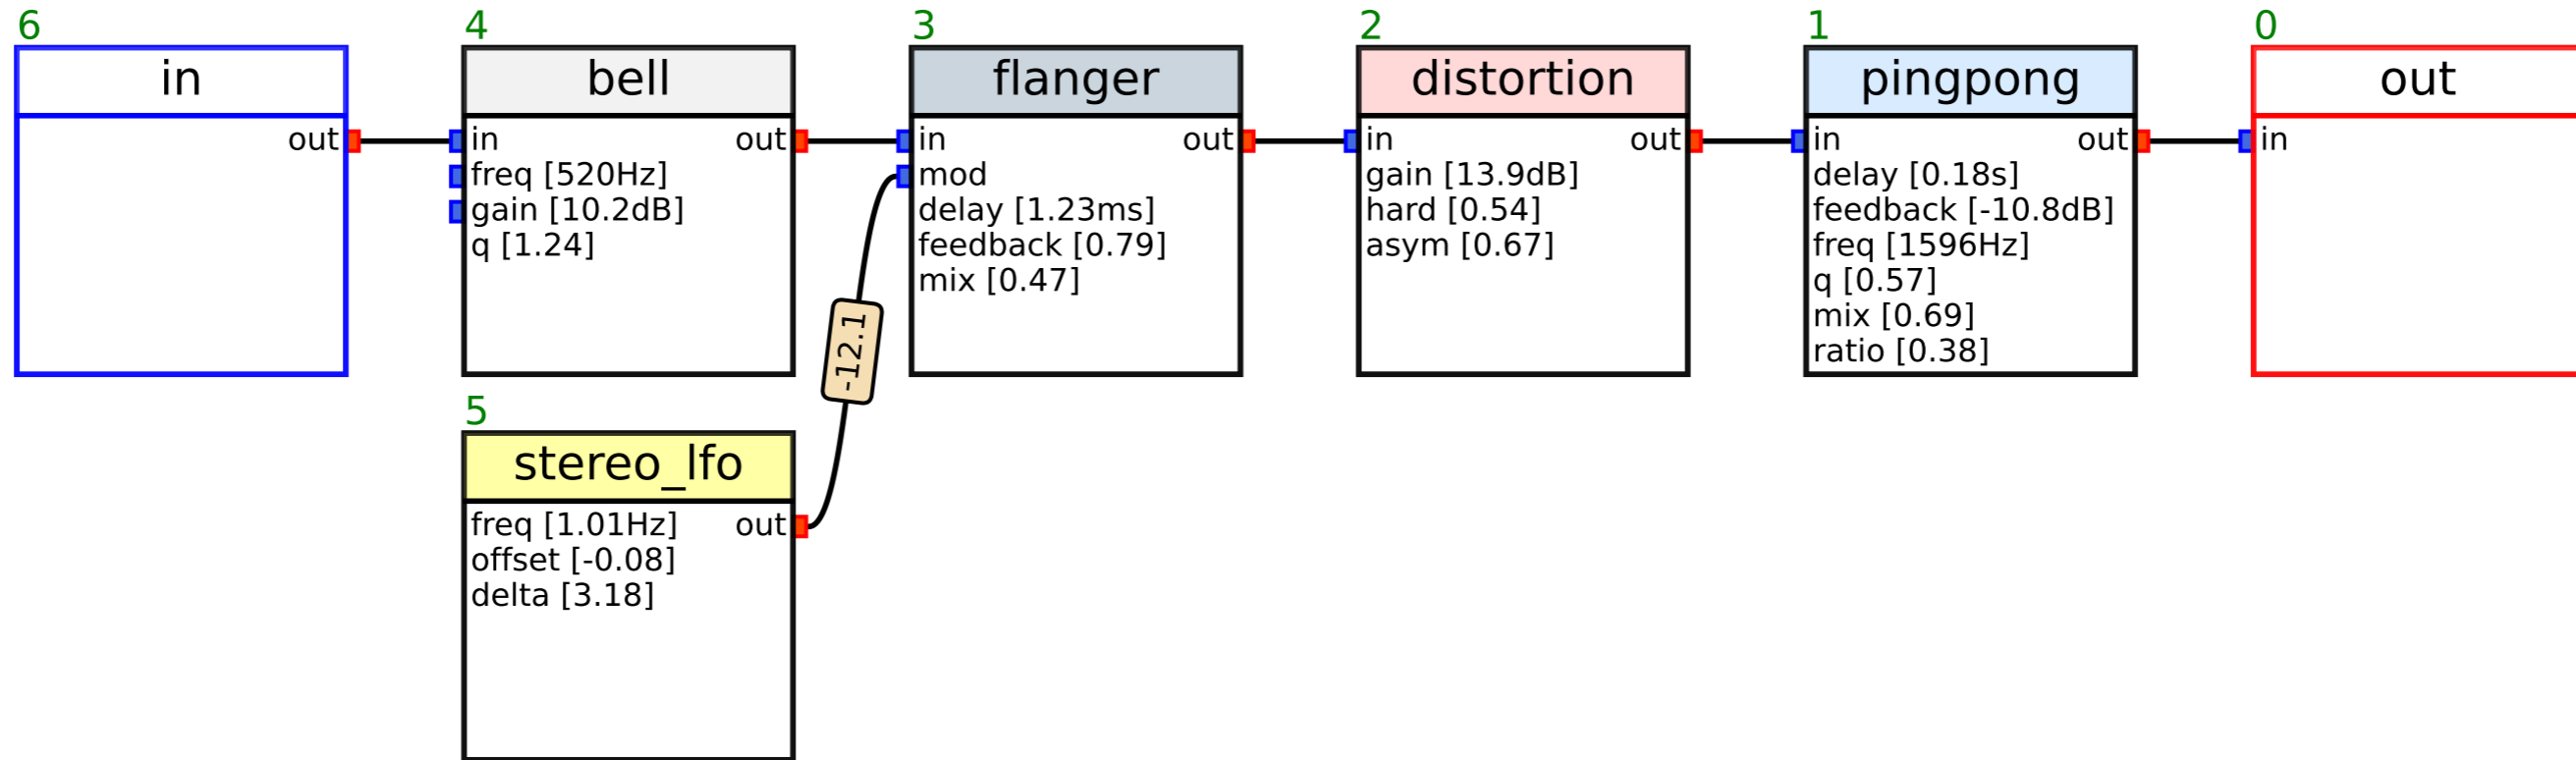 6
in
out
4
bell
in out
freq [520Hz]
gain [10.2dB]
q [1.24]
3
flanger
in out
mod
delay [1.23ms]
feedback [0.79]
mix [0.47]
2
distortion
in out
gain [13.9dB]
hard [0.54]
asym [0.67]
1
pingpong
in out
delay [0.18s]
feedback [-10.8dB]
freq [1596Hz]
q [0.57]
mix [0.69]
ratio [0.38]
0
out
in
-12.1
5
stereo_lfo
freq [1.01Hz] out
offset [-0.08]
delta [3.18]